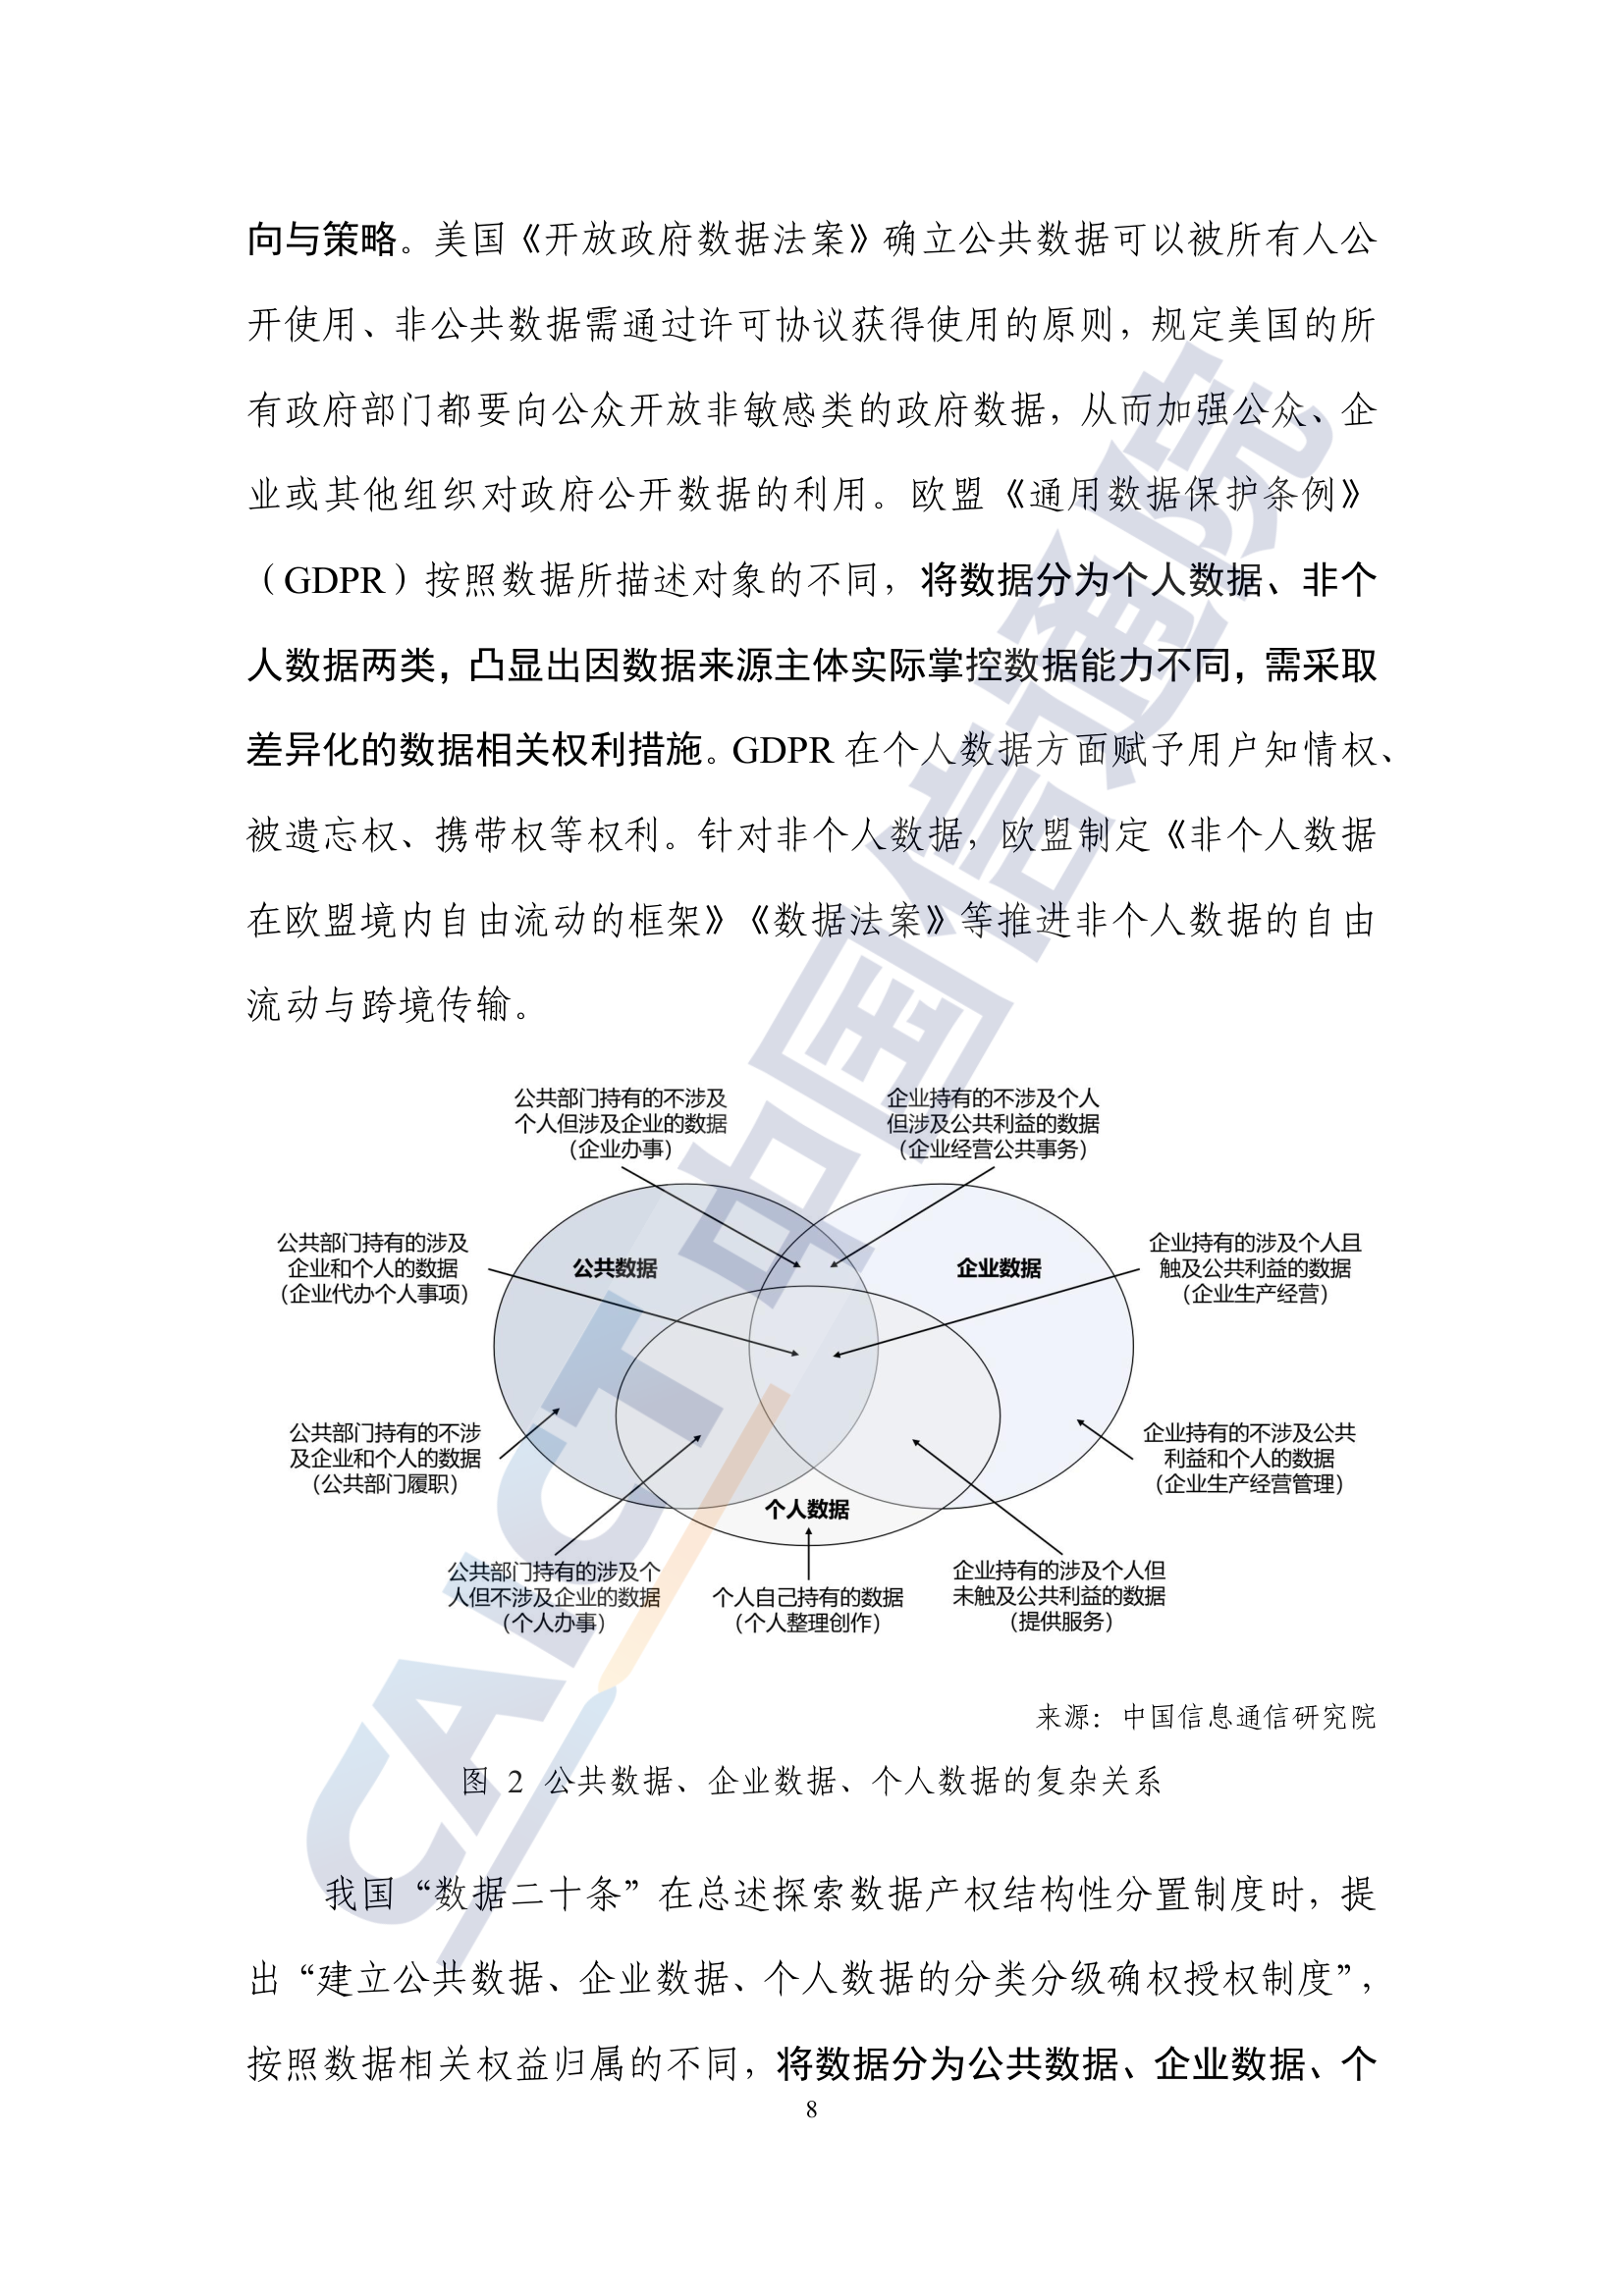 向与策略。美国《开放政府数据法案》确立公共数据可以被所有人公
开使用、非公共数据需通过许可协议获得使用的原则，规定美国的所
有政府部门都要向公众开放非敏感类的政府数据，从而加强公众、企
业或其他组织对政府公开数据的利用。欧盟《通用数据保护条例》
（GDPR）按照数据所描述对象的不同，将数据分为个人数据、非个
人数据两类，凸显出因数据来源主体实际掌控数据能力不同，需采取
差异化的数据相关权利措施。GDPR 在个人数据方面赋予用户知情权、
被遗忘权、携带权等权利。针对非个人数据，欧盟制定《非个人数据
在欧盟境内自由流动的框架》《数据法案》等推进非个人数据的自由
流动与跨境传输。
公共部门持有的不涉及
个人但涉及企业的数据
（企业办事）
企业持有的不涉及个人
但涉及公共利益的数据
（企业经营公共事务）
公共部门持有的涉及
企业和个人的数据
（企业代办个人事项）
公共数据
企业数据
企业持有的涉及个人且
触及公共利益的数据
（企业生产经营）
公共部门持有的不涉
及企业和个人的数据
（公共部门履职）
企业持有的不涉及公共
利益和个人的数据
（企业生产经营管理）
个人数据
公共部门持有的涉及个
人但不涉及企业的数据
（个人办事）
个人自己持有的数据
（个人整理创作）
企业持有的涉及个人但
未触及公共利益的数据
（提供服务）
来源：中国信息通信研究院
图 2 公共数据、企业数据、个人数据的复杂关系
我国“数据二十条”在总述探索数据产权结构性分置制度时，提
出“建立公共数据、企业数据、个人数据的分类分级确权授权制度”，
按照数据相关权益归属的不同，将数据分为公共数据、企业数据、个
8
CAICT 中国信通院